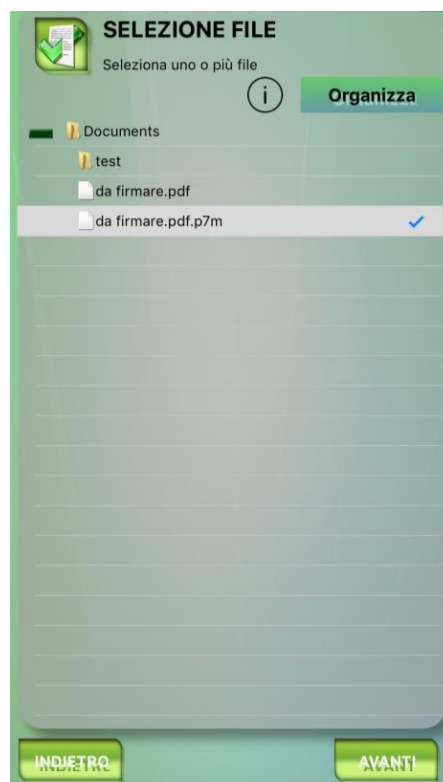 SELEZIONE FILE
Seleziona uno o più file
i
Organizza
Documents
test
da firmare.pdf
da firmare.pdf.p7m
INDIETRO
AVANTI